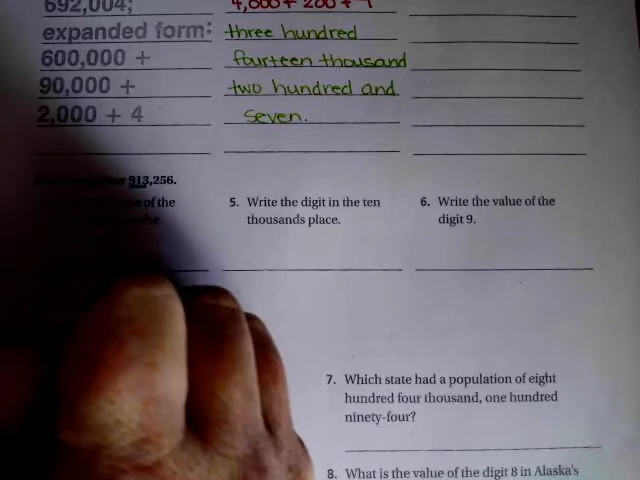 692,004;
4,000 + 200 + 7
expanded form:
three hundred
600,000 +
fourteen thousand
90,000 +
two hundred and
2,000 + 4
seven.
913,256.
of the
5. Write the digit in the ten
thousands place.
6. Write the value of the
digit 9.
7. Which state had a population of eight
hundred four thousand, one hundred
ninety-four?
8. What is the value of the digit 8 in Alaska's